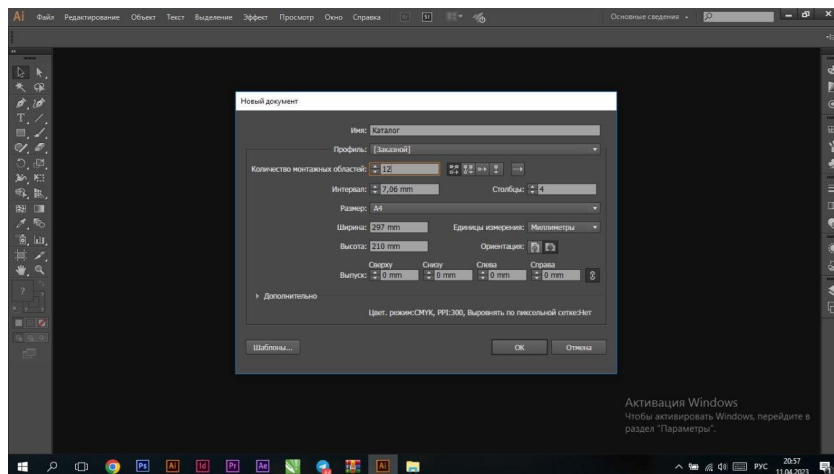 Ai Файл Редактирование Объект Текст Выделение Эффект Просмотр Окно Справка Br St Основные сведения
Новый документ
Имя: Каталог
Профиль: [Заказной]
Количество монтажных областей: 12
Интервал: 7,06 mm Столбцы: 4
Размер: A4
Ширина: 297 mm Единицы измерения: Миллиметры
Высота: 210 mm Ориентация:
Сверху Снизу Слева Справа
Выпуск: 0 mm 0 mm 0 mm 0 mm
Дополнительно
Цвет. режим:CMYK, PPI:300, Выровнять по пиксельной сетке:Нет
Шаблоны... ОК Отмена
Активация Windows
Чтобы активировать Windows, перейдите в
раздел "Параметры".
Ps Ai Id Pr Ae Ai РУС 20:57
11.04.2023